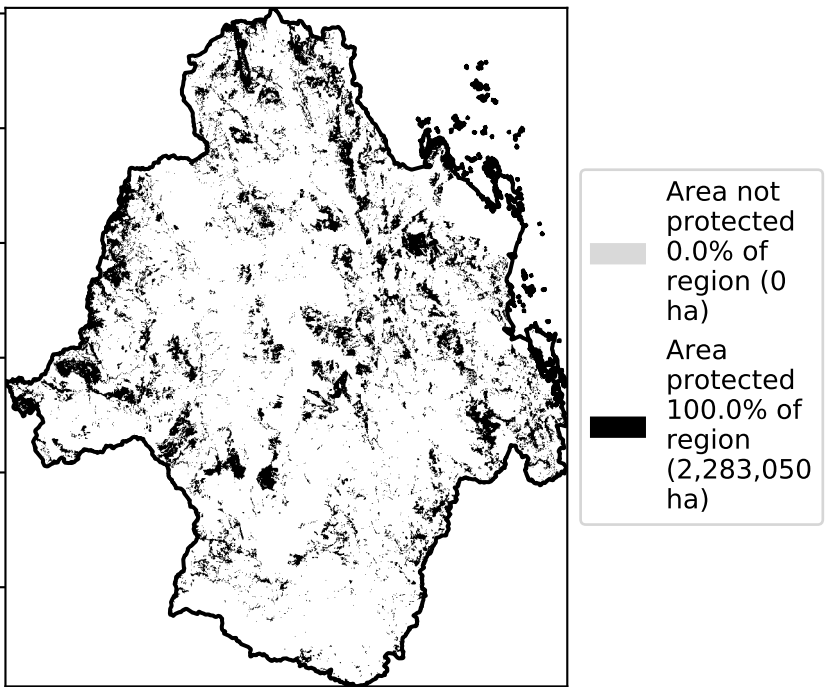 Area not
protected
0.0% of
region (0
ha)
Area
protected
100.0% of
region
(2,283,050
ha)